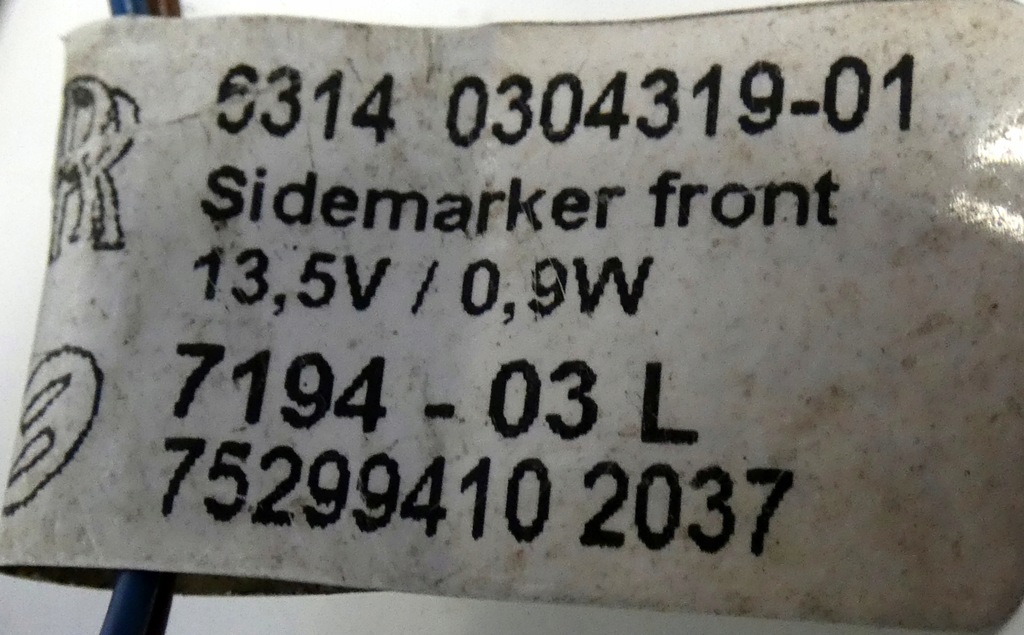 6314 0304319-01
Sidemarker front
13,5V / 0,9W
7194 - 03 L
75299410 2037